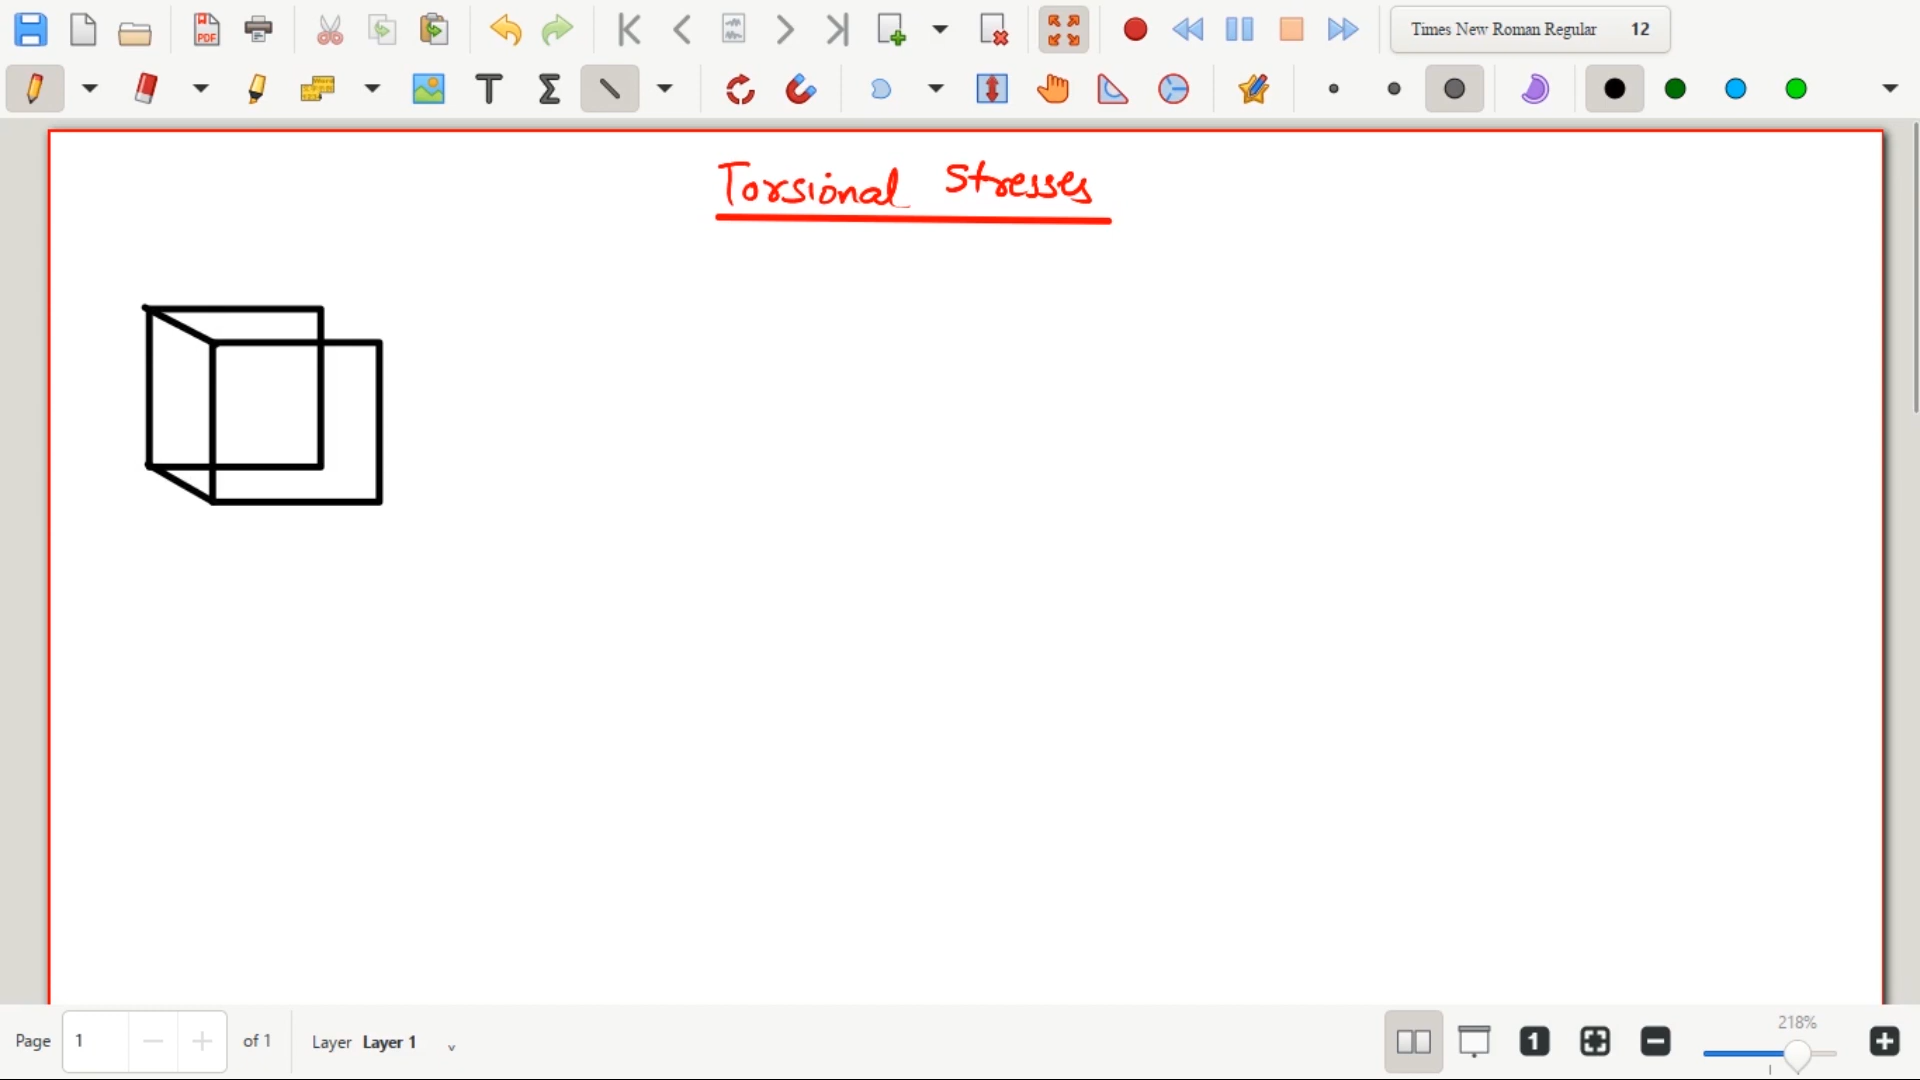 Times New Roman Regular 12
Torsional Stresses
Page 1 of 1 Layer Layer 1
218%